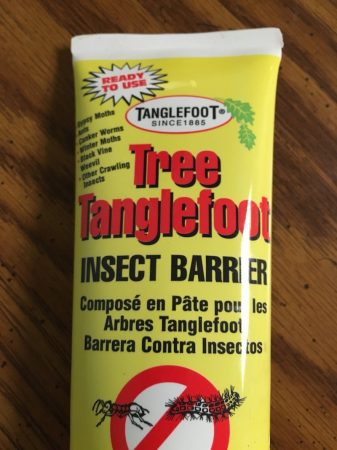 READY
TO USE
TANGLEFOOT®
SINCE 1885
Gypsy Moths
• Ants
• Canker Worms
• Winter Moths
• Black Vine
Weevil
• Other Crawling
Insects
Tree
Tanglefoot
INSECT BARRIER
Composé en Pâte pour les
Arbres Tanglefoot
Barrera Contra Insectos